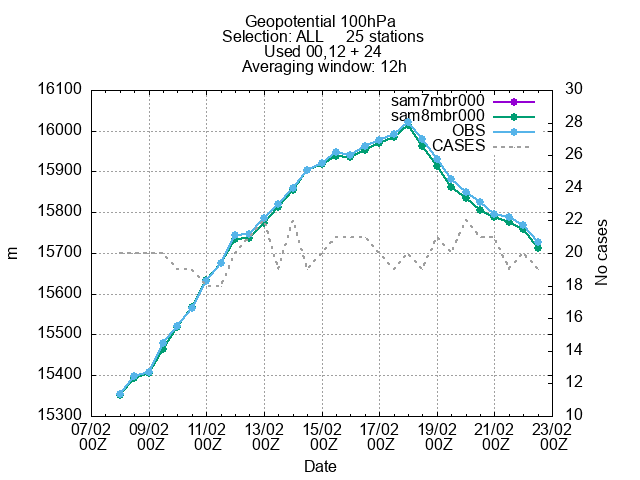 Geopotential 100hPa
Selection: ALL 25 stations
Used 00,12 + 24
Averaging window: 12h
sam7mbr000
sam8mbr000
OBS
CASES
16100
16000
15900
15800
15700
15600
15500
15400
15300
m
30
28
26
24
22
20
18
16
14
12
10
No cases
07/02 09/02 11/02 13/02 15/02 17/02 19/02 21/02 23/02
00Z 00Z 00Z 00Z 00Z 00Z 00Z 00Z 00Z
Date